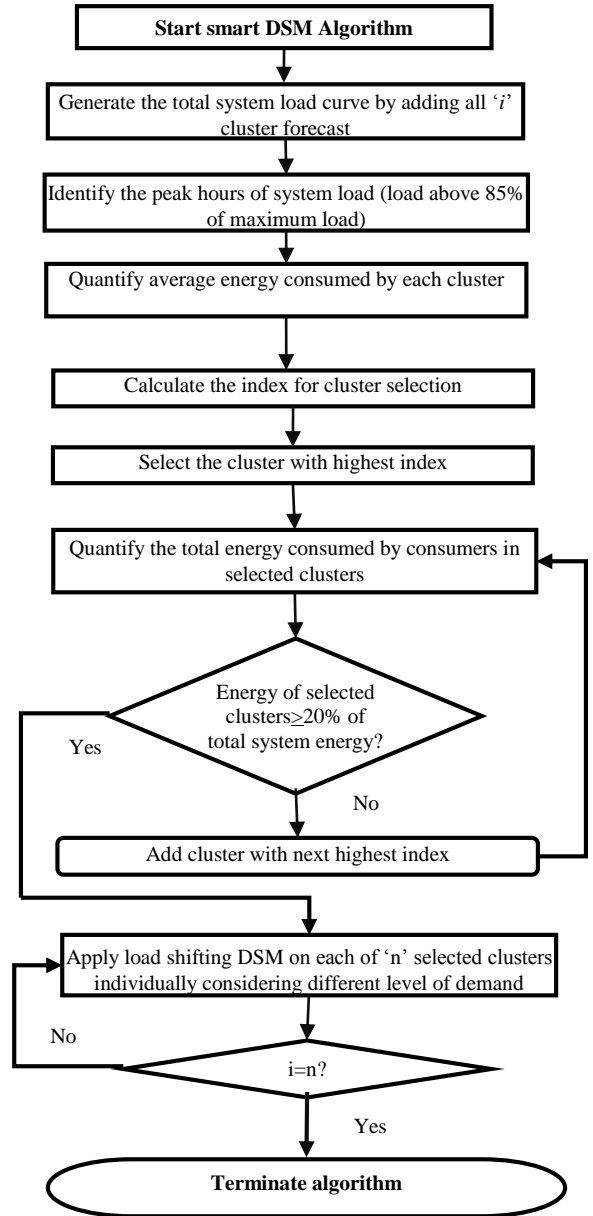 Start smart DSM Algorithm
Generate the total system load curve by adding all ‘i’
cluster forecast
Identify the peak hours of system load (load above 85%
of maximum load)
Quantify average energy consumed by each cluster
Calculate the index for cluster selection
Select the cluster with highest index
Quantify the total energy consumed by consumers in
selected clusters
Energy of selected
clusters≥20% of
total system energy?
Yes
No
Add cluster with next highest index
Apply load shifting DSM on each of ‘n’ selected clusters
individually considering different level of demand
No
i=n?
Yes
Terminate algorithm